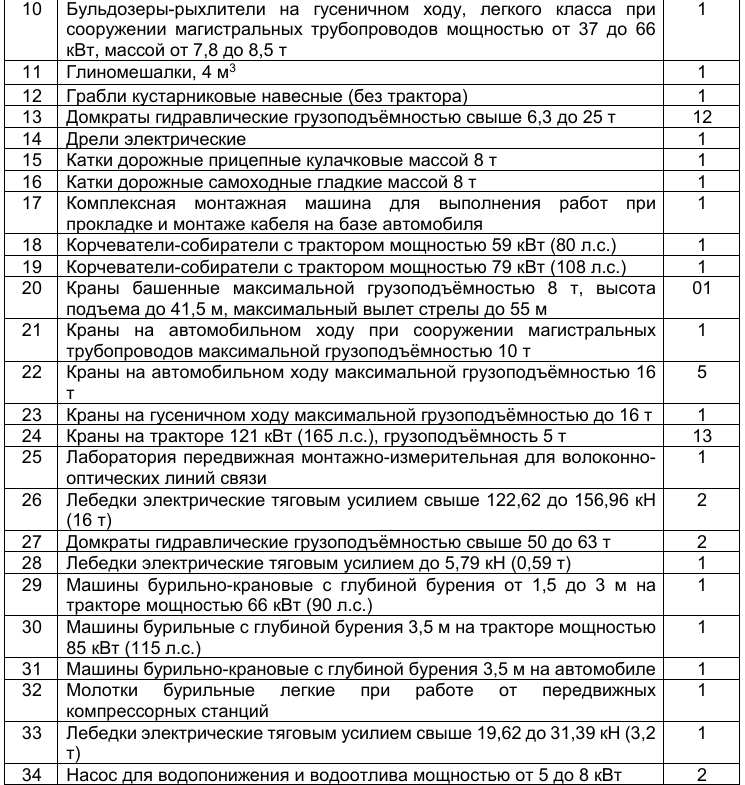 10 Бульдозеры-рыхлители на гусеничном ходу, легкого класса при 1
сооружении магистральных трубопроводов мощностью от 37 до 66
кВт, массой от 7,8 до 8,5 т
11 Глиномешалки, 4 м³ 1
12 Грабли кустарниковые навесные (без трактора) 1
13 Домкраты гидравлические грузоподъёмностью свыше 6,3 до 25 т 12
14 Дрели электрические 1
15 Катки дорожные прицепные кулачковые массой 8 т 1
16 Катки дорожные самоходные гладкие массой 8 т 1
17 Комплексная монтажная машина для выполнения работ при 1
прокладке и монтаже кабеля на базе автомобиля
18 Корчеватели-собиратели с трактором мощностью 59 кВт (80 л.с.) 1
19 Корчеватели-собиратели с трактором мощностью 79 кВт (108 л.с.) 1
20 Краны башенные максимальной грузоподъёмностью 8 т, высота 01
подъема до 41,5 м, максимальный вылет стрелы до 55 м
21 Краны на автомобильном ходу при сооружении магистральных 1
трубопроводов максимальной грузоподъёмностью 10 т
22 Краны на автомобильном ходу максимальной грузоподъёмностью 16 5
т
23 Краны на гусеничном ходу максимальной грузоподъёмностью до 16 т 1
24 Краны на тракторе 121 кВт (165 л.с.), грузоподъёмность 5 т 13
25 Лаборатория передвижная монтажно-измерительная для волоконно- 1
оптических линий связи
26 Лебедки электрические тяговым усилием свыше 122,62 до 156,96 кН 2
(16 т)
27 Домкраты гидравлические грузоподъёмностью свыше 50 до 63 т 2
28 Лебедки электрические тяговым усилием до 5,79 кН (0,59 т) 1
29 Машины бурильно-крановые с глубиной бурения от 1,5 до 3 м на 1
тракторе мощностью 66 кВт (90 л.с.)
30 Машины бурильные с глубиной бурения 3,5 м на тракторе мощностью 1
85 кВт (115 л.с.)
31 Машины бурильно-крановые с глубиной бурения 3,5 м на автомобиле 1
32 Молотки бурильные легкие при работе от передвижных 1
компрессорных станций
33 Лебедки электрические тяговым усилием свыше 19,62 до 31,39 кН (3,2 1
т)
34 Насос для водопонижения и водоотлива мощностью от 5 до 8 кВт 2